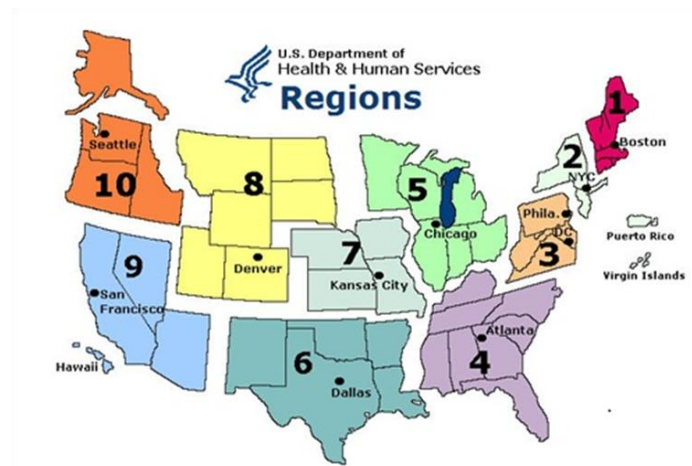 U.S. Department of
Health & Human Services
Regions
1
Boston
2
NYC
Seattle
10
8
5
Phila.
DC
3
Puerto Rico
Virgin Islands
Chicago
7
Denver
Kansas City
9
San
Francisco
Atlanta
4
Hawaii
6
Dallas